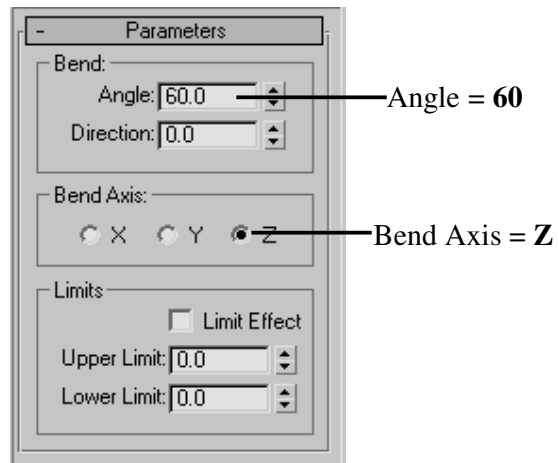 - Parameters
Bend:
Angle: 60.0
Angle = 60
Direction: 0.0
Bend Axis:
X Y Z
Bend Axis = Z
Limits
Limit Effect
Upper Limit: 0.0
Lower Limit: 0.0